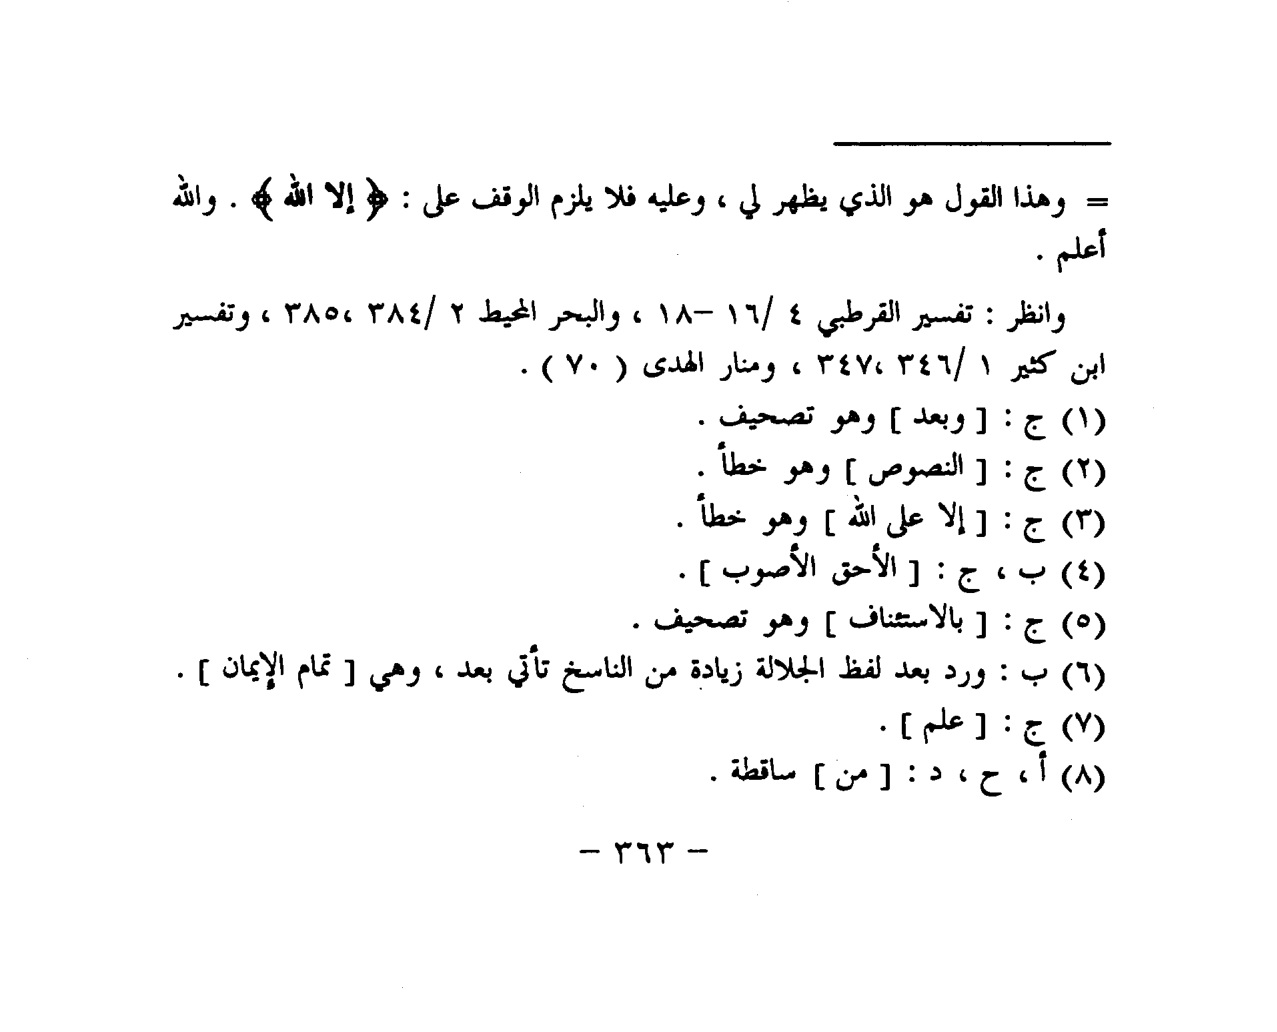 = وهذا القول هو الذي يظهر لي ، وعليه فلا يلزم الوقف على : ﴿ إلا الله ﴾ . والله
أعلم .
وانظر : تفسير القرطبي ٤ /١٦ –١٨ ، والبحر المحيط ٢ /٣٨٤ ،٣٨٥ ، وتفسير
ابن كثير ١ /٣٤٦ ،٣٤٧ ، ومنار الهدى ( ٧٠ ) .
(١) ج : [ وبعد ] وهو تصحيف .
(٢) ج : [ النصوص ] وهو خطأ .
(٣) ج : [ إلا على الله ] وهو خطأ .
(٤) ب ، ج : [ الأحق الأصوب ] .
(٥) ج : [ بالاستئناف ] وهو تصحيف .
(٦) ب : ورد بعد لفظ الجلالة زيادة من الناسخ تأتي بعد ، وهي [ تمام الإيمان ] .
(٧) ج : [ علم ] .
(٨) أ ، ح ، د : [ من ] ساقطة .
– ٣٦٣ –